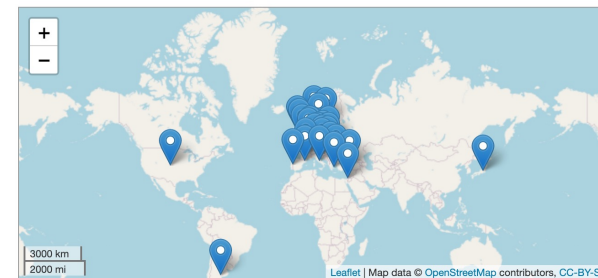 +
−
3000 km
2000 mi
Leaflet | Map data © OpenStreetMap contributors, CC-BY-S